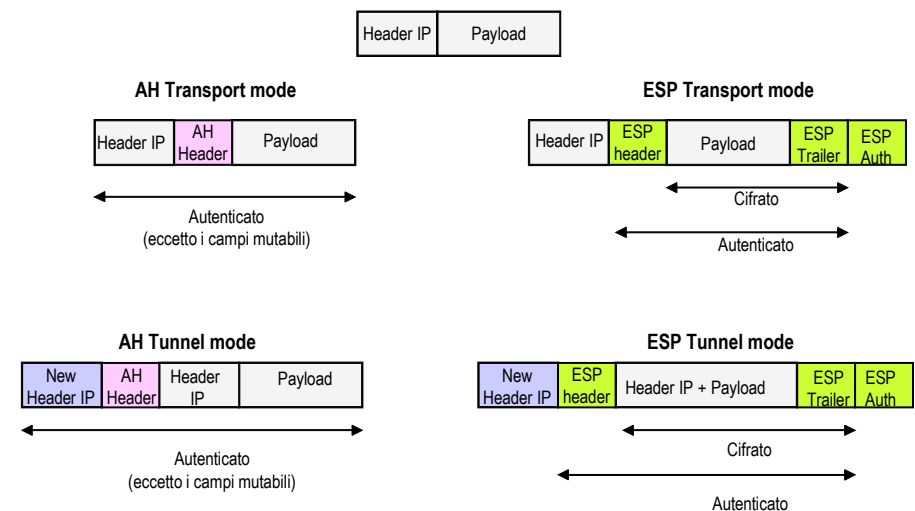 Header IP
Payload
AH Transport mode
Header IP
AH
Header
Payload
Autenticato
(eccetto i campi mutabili)
ESP Transport mode
Header IP
ESP
header
Payload
ESP
Trailer
ESP
Auth
Cifrato
Autenticato
AH Tunnel mode
New
Header IP
AH
Header
Header
IP
Payload
Autenticato
(eccetto i campi mutabili)
ESP Tunnel mode
New
Header IP
ESP
header
Header IP + Payload
ESP
Trailer
ESP
Auth
Cifrato
Autenticato